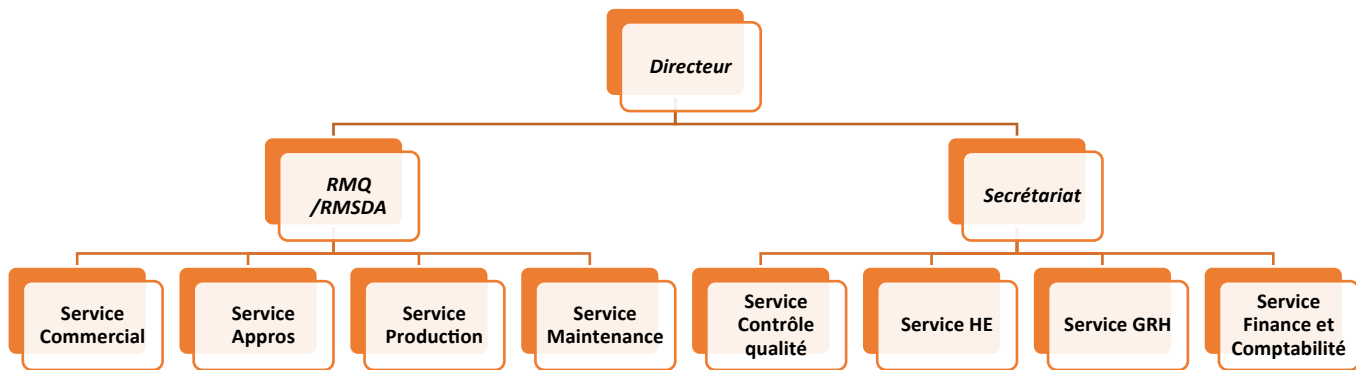 Directeur
RMQ
/RMSDA
Secrétariat
Service
Commercial
Service
Appros
Service
Production
Service
Maintenance
Service
Contrôle
qualité
Service HE
Service GRH
Service
Finance et
Comptabilité